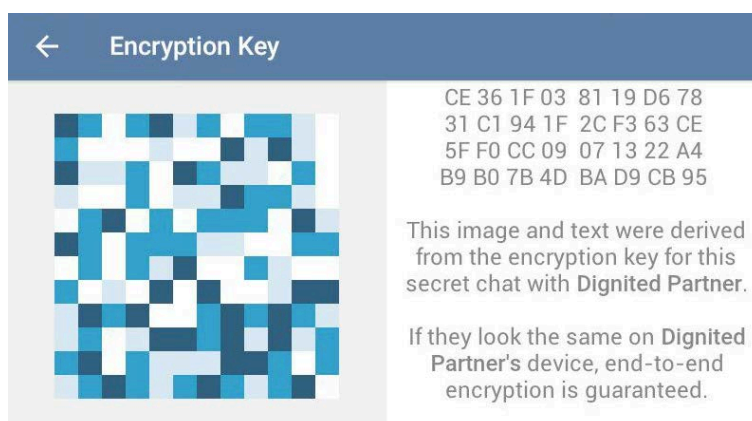 Encryption Key
CE 36 1F 03 81 19 D6 78
31 C1 94 1F 2C F3 63 CE
5F F0 CC 09 07 13 22 A4
B9 B0 7B 4D BA D9 CB 95
This image and text were derived
from the encryption key for this
secret chat with Dignited Partner.
If they look the same on Dignited
Partner's device, end-to-end
encryption is guaranteed.